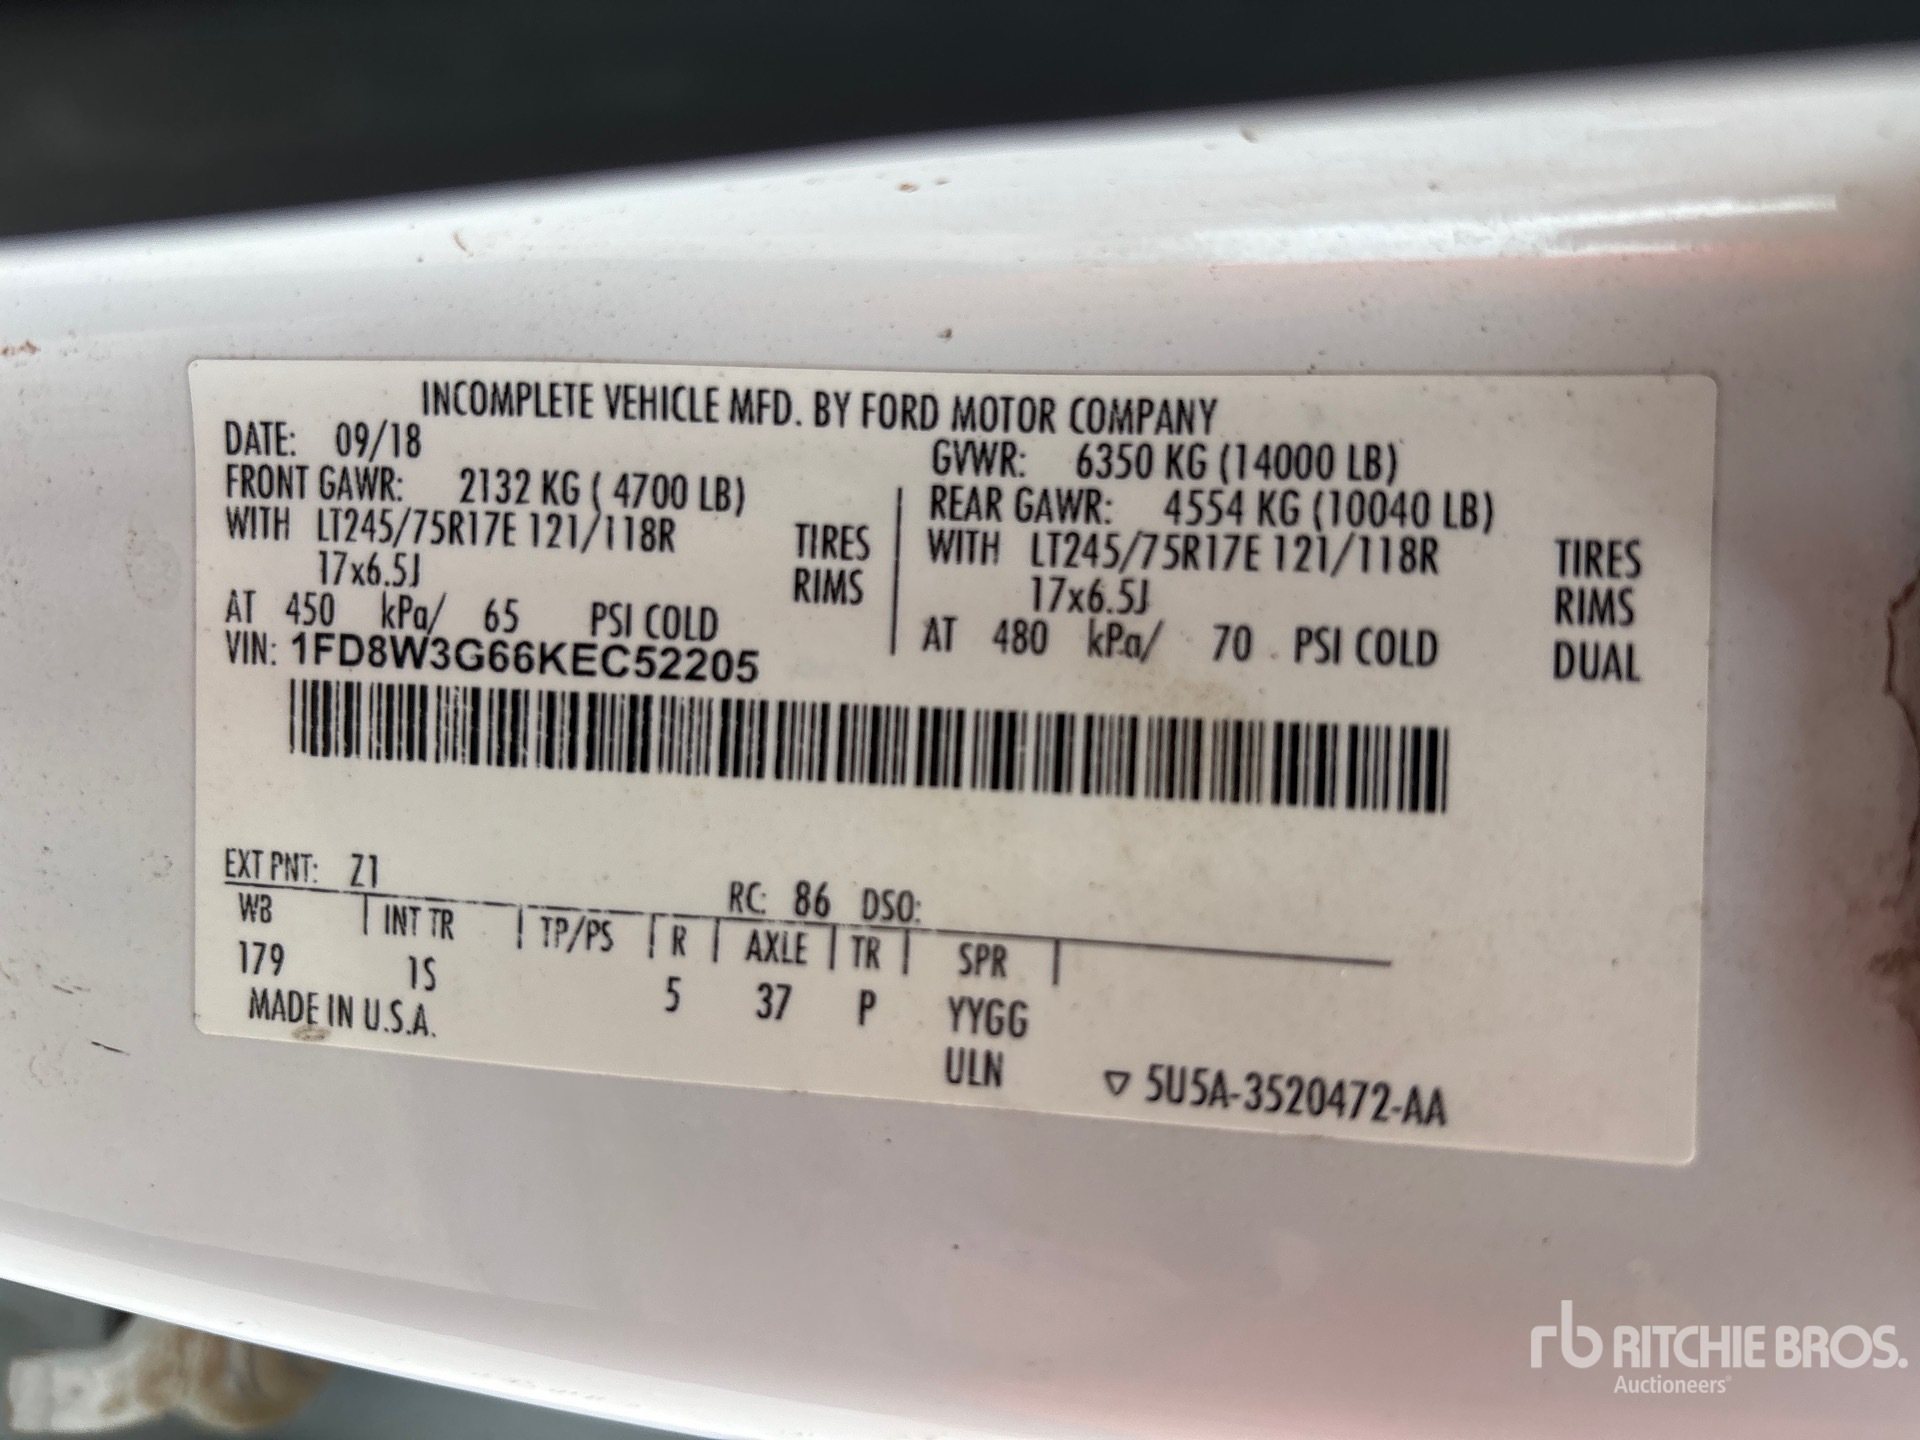 INCOMPLETE VEHICLE MFD. BY FORD MOTOR COMPANY
DATE: 09/18 GVWR: 6350 KG (14000 LB)
FRONT GAWR: 2132 KG ( 4700 LB) REAR GAWR: 4554 KG (10040 LB)
WITH LT245/75R17E 121/118R TIRES WITH LT245/75R17E 121/118R TIRES
17x6.5J RIMS 17x6.5J RIMS
AT 450 kPa/ 65 PSI COLD AT 480 kPa/ 70 PSI COLD DUAL
VIN: 1FD8W3G66KEC52205
EXT PNT: Z1 RC: 86 DSO:
WB INT TR TP/PS R AXLE TR SPR
179 1S 5 37 P YYGG
MADE IN U.S.A. ULN
▽ 5U5A-3520472-AA
rb RITCHIE BROS.
Auctioneers